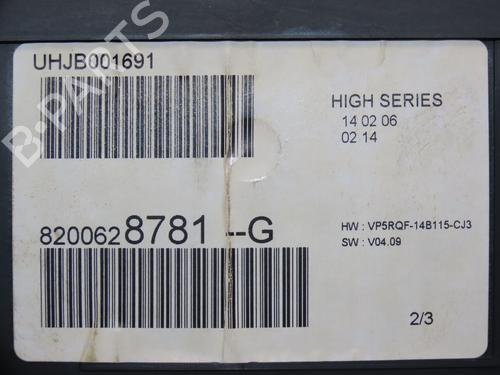 UHJB001691
HIGH SERIES
14 02 06
02 14
8200628781--G
HW : VP5RQF-14B115-CJ3
SW : V04.09
2/3
B-PARTS